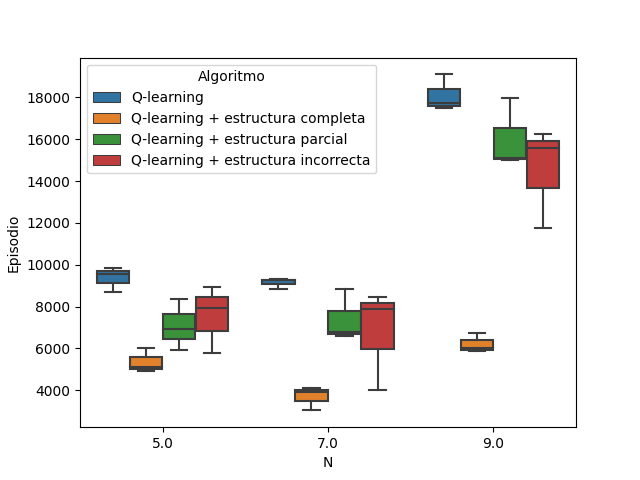 Algoritmo
Q-learning
Q-learning + estructura completa
Q-learning + estructura parcial
Q-learning + estructura incorrecta
Episodio
18000
16000
14000
12000
10000
8000
6000
4000
5.0 7.0 9.0
N